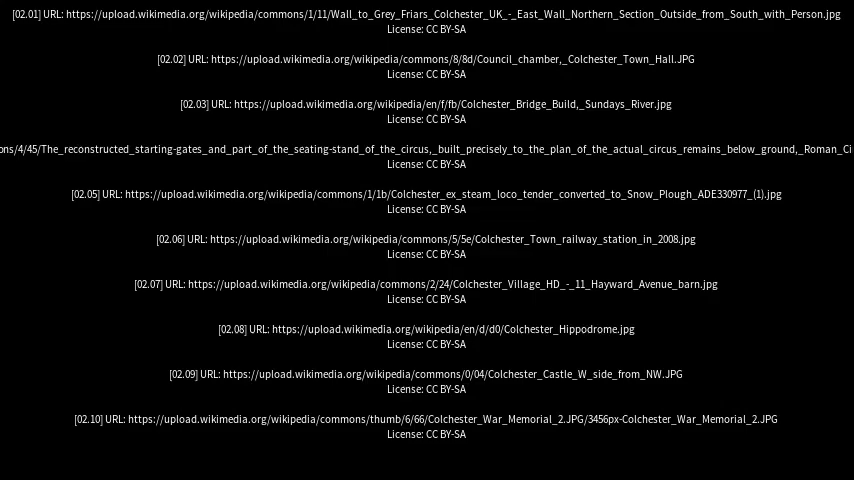 [02.01] URL: https://upload.wikimedia.org/wikipedia/commons/1/11/Wall_to_Grey_Friars_Colchester_UK_-_East_Wall_Northern_Section_Outside_from_South_with_Person.jpg
License: CC BY-SA
[02.02] URL: https://upload.wikimedia.org/wikipedia/commons/8/8d/Council_chamber,_Colchester_Town_Hall.JPG
License: CC BY-SA
[02.03] URL: https://upload.wikimedia.org/wikipedia/en/f/fb/Colchester_Bridge_Build,_Sundays_River.jpg
License: CC BY-SA
ons/4/45/The_reconstructed_starting-gates_and_part_of_the_seating-stand_of_the_circus,_built_precisely_to_the_plan_of_the_actual_circus_remains_below_ground,_Roman_Ci
License: CC BY-SA
[02.05] URL: https://upload.wikimedia.org/wikipedia/commons/1/1b/Colchester_ex_steam_loco_tender_converted_to_Snow_Plough_ADE330977_(1).jpg
License: CC BY-SA
[02.06] URL: https://upload.wikimedia.org/wikipedia/commons/5/5e/Colchester_Town_railway_station_in_2008.jpg
License: CC BY-SA
[02.07] URL: https://upload.wikimedia.org/wikipedia/commons/2/24/Colchester_Village_HD_-_11_Hayward_Avenue_barn.jpg
License: CC BY-SA
[02.08] URL: https://upload.wikimedia.org/wikipedia/en/d/d0/Colchester_Hippodrome.jpg
License: CC BY-SA
[02.09] URL: https://upload.wikimedia.org/wikipedia/commons/0/04/Colchester_Castle_W_side_from_NW.JPG
License: CC BY-SA
[02.10] URL: https://upload.wikimedia.org/wikipedia/commons/thumb/6/66/Colchester_War_Memorial_2.JPG/3456px-Colchester_War_Memorial_2.JPG
License: CC BY-SA